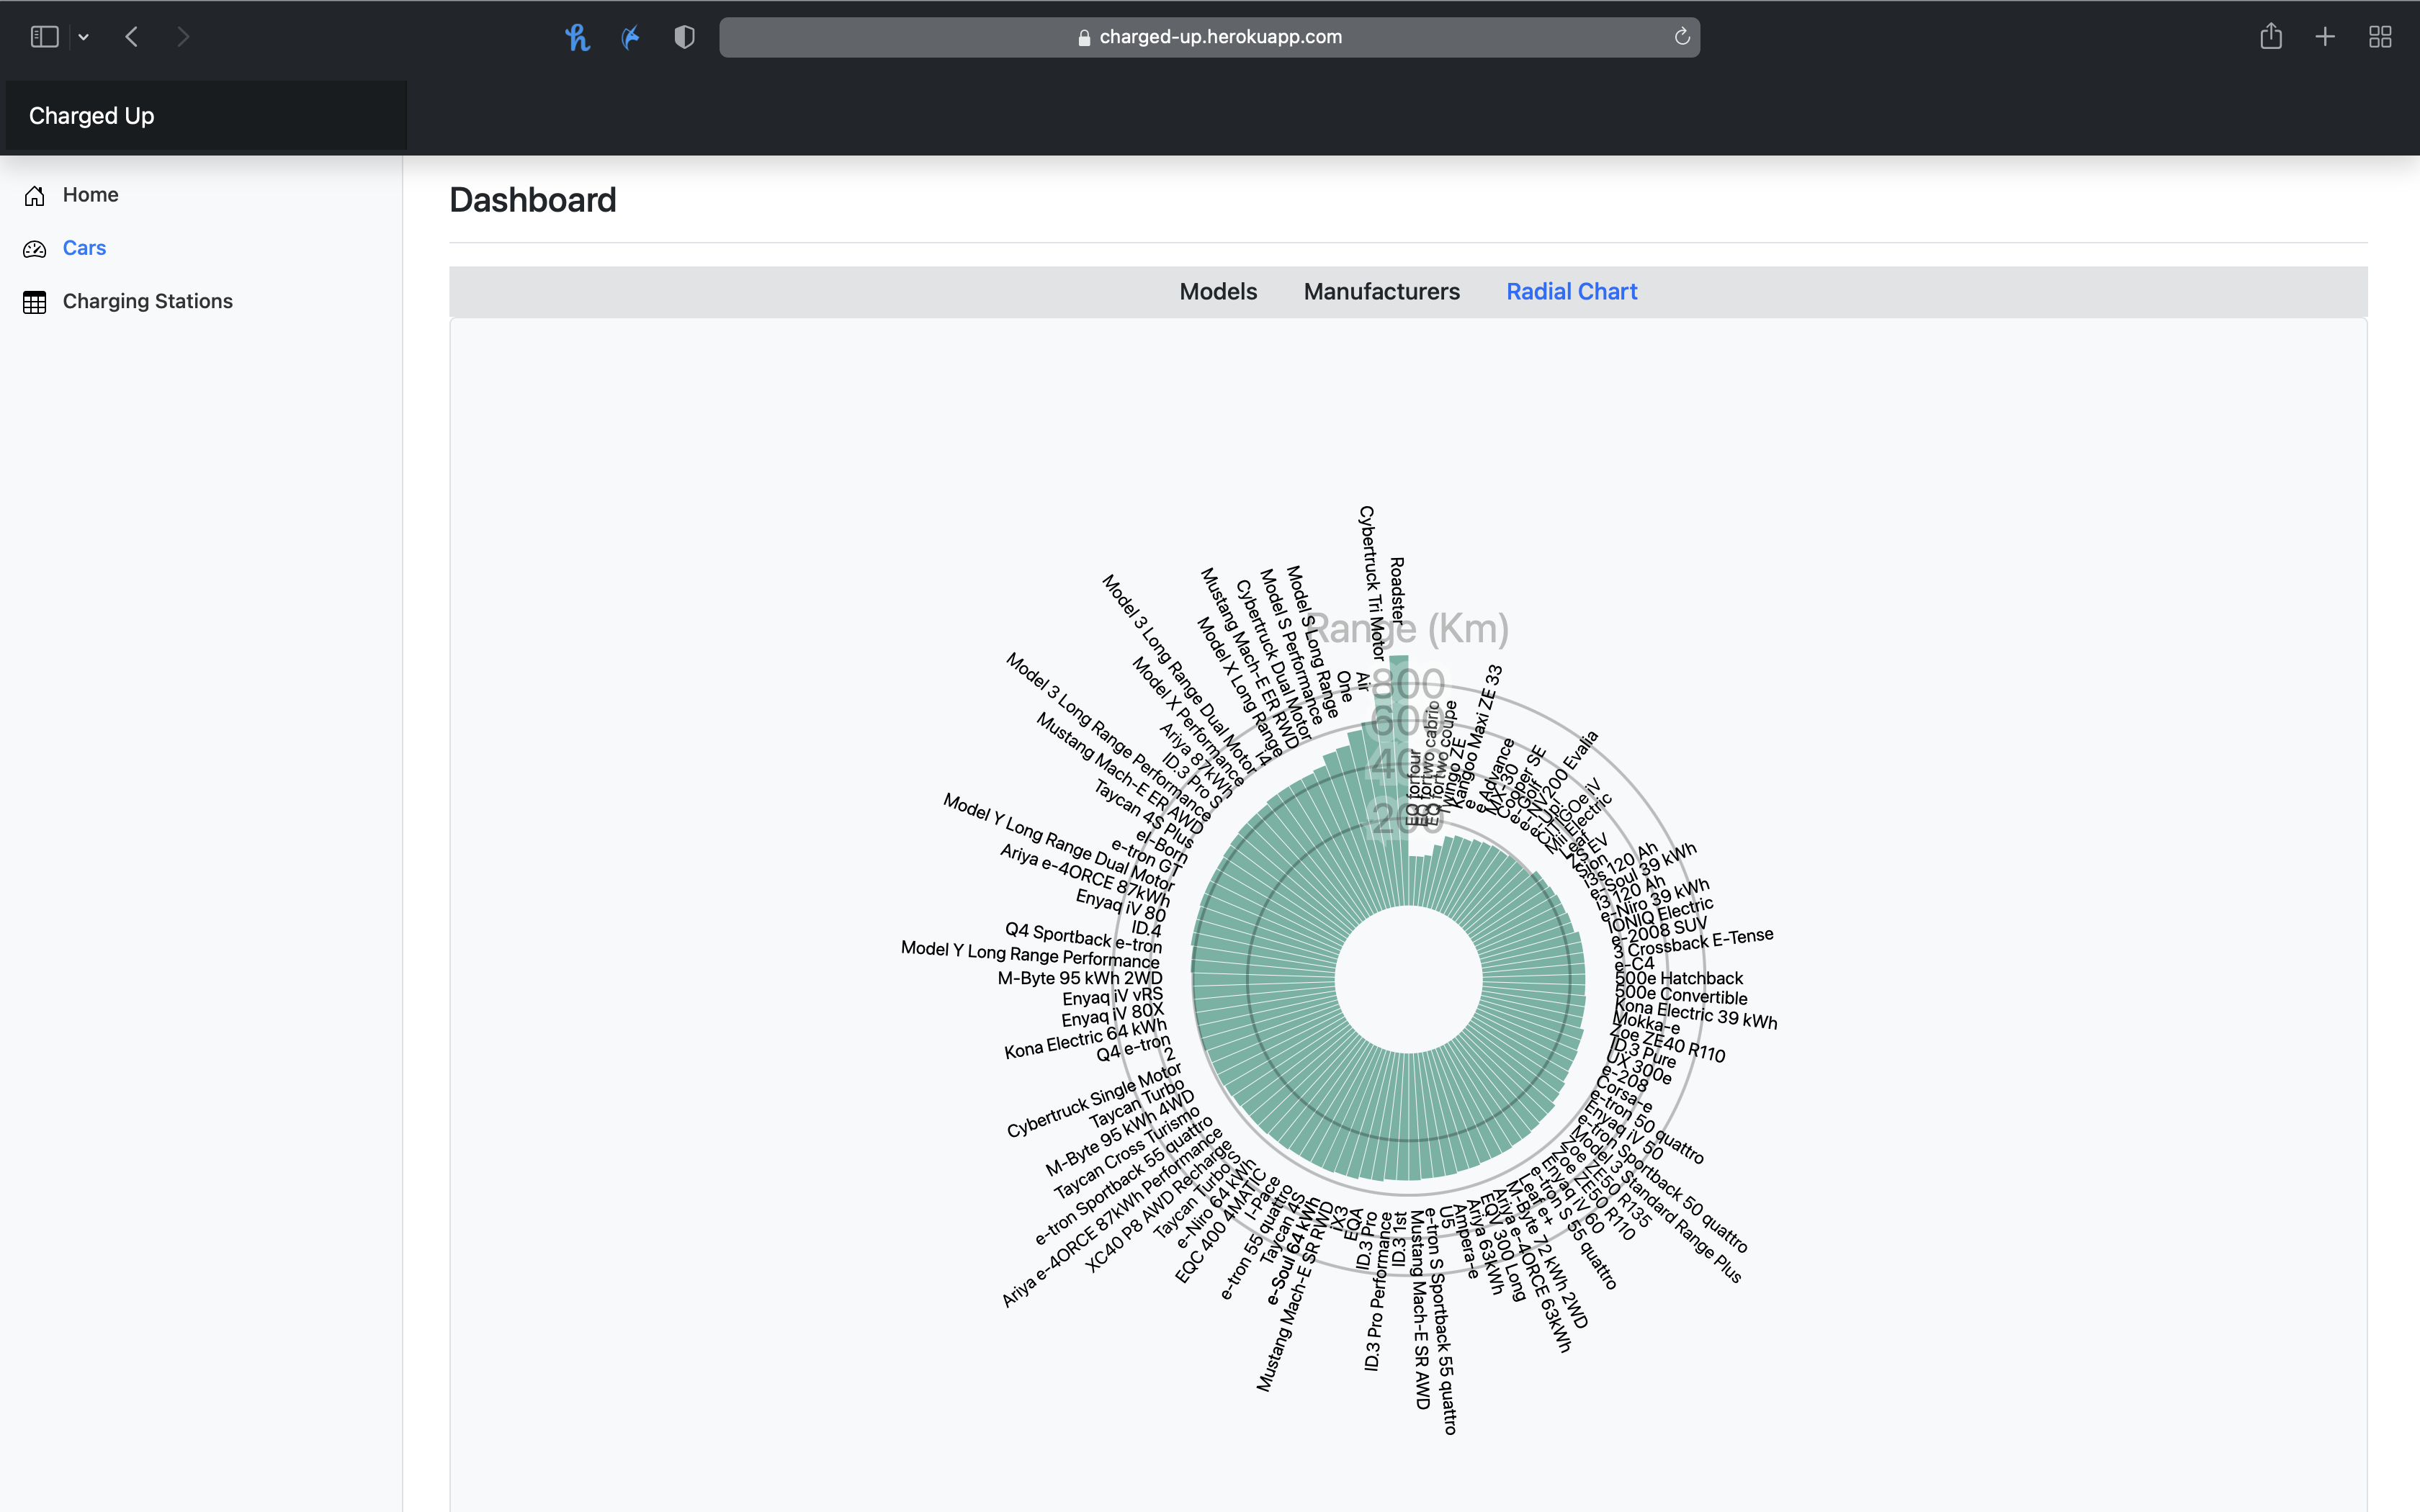 charged-up.herokuapp.com
Charged Up
Home
Cars
Charging Stations
Dashboard
Models
Manufacturers
Radial Chart
Range (Km)
800
600
400
200
EQ forfour
EQ fortwo cabrio
EQ fortwo coupe
Twingo ZE
Kangoo Maxi ZE 33
e Advance
MX-30
Cooper SE
e-Golf
e-NV200 Evalia
CITIGOe iV
i3 120 Ah
e-Soul 39 kWh
i3s 120 Ah
e-Niro 39 kWh
IONIQ Electric
e-2008 SUV
3 Crossback E-Tense
e-C4
500e Hatchback
500e Convertible
Kona Electric 39 kWh
Mokka-e
Zoe ZE40 R110
ID.3 Pure
UX 300e
e-208
Corsa-e
e-tron 50 quattro
Enyaq iV 50
e-tron Sportback 50 quattro
Model 3 Standard Range Plus
Zoe ZE50 R135
Zoe ZE50 R110
Enyaq iV 60
e-tron S 55 quattro
Leaf e+
M-Byte 72 kWh 2WD
Ariya e-4ORCE 63kWh
EQV 300 Long
Ariya 63kWh
Ampera-e
U5
e-tron S Sportback 55 quattro
Mustang Mach-E SR AWD
ID.3 1st
ID.3 Pro Performance
ID.3 Pro
EQA
iX3
Mustang Mach-E SR RWD
e-Soul 64 kWh
Taycan 4S
e-tron 55 quattro
I-Pace
EQC 400 4MATIC
e-Niro 64 kWh
Taycan Turbo S
XC40 P8 AWD Recharge
Ariya e-4ORCE 87kWh Performance
e-tron Sportback 55 quattro
Taycan Cross Turismo
M-Byte 95 kWh 4WD
Taycan Turbo
Cybertruck Single Motor
2
Q4 e-tron
Kona Electric 64 kWh
Enyaq iV 80X
Enyaq iV vRS
M-Byte 95 kWh 2WD
Model Y Long Range Performance
Q4 Sportback e-tron
ID.4
Enyaq iV 80
Ariya e-4ORCE 87kWh
Model Y Long Range Dual Motor
e-tron GT
el-Born
Taycan 4S Plus
Mustang Mach-E ER AWD
Model 3 Long Range Performance
ID.3 Pro S
Ariya 87kWh
Model X Performance
Model 3 Long Range Dual Motor
i4
Model X Long Range
Mustang Mach-E ER RWD
Cybertruck Dual Motor
Model S Performance
Model S Long Range
One
Air
Cybertruck Tri Motor
Roadster